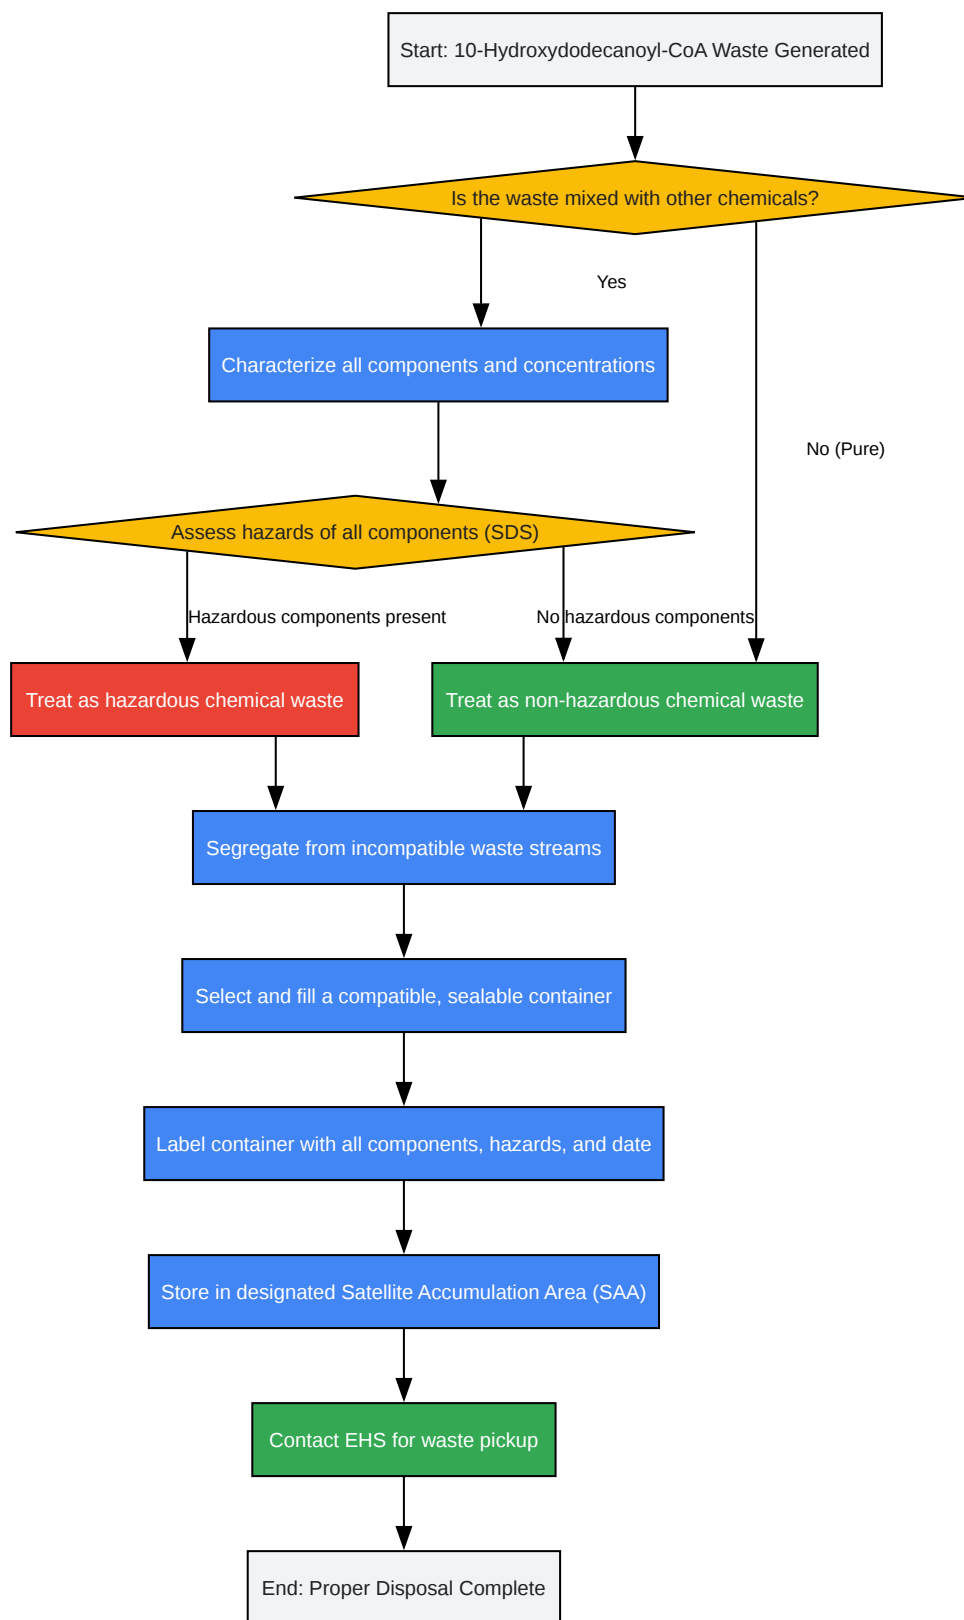 Start: 10-Hydroxydodecanoyl-CoA Waste Generated
Is the waste mixed with other chemicals?
Yes
Characterize all components and concentrations
No (Pure)
Assess hazards of all components (SDS)
Hazardous components present
No hazardous components
Treat as hazardous chemical waste
Treat as non-hazardous chemical waste
Segregate from incompatible waste streams
Select and fill a compatible, sealable container
Label container with all components, hazards, and date
Store in designated Satellite Accumulation Area (SAA)
Contact EHS for waste pickup
End: Proper Disposal Complete